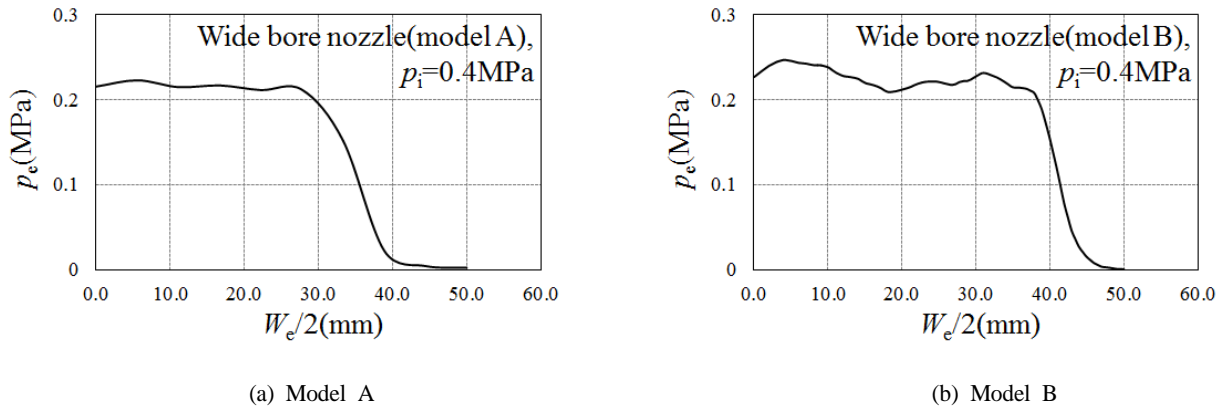 Wide bore nozzle(model A),
pi=0.4MPa
0.3
0.2
0.1
0
pe(MPa)
0.0 10.0 20.0 30.0 40.0 50.0 60.0
We/2(mm)
(a) Model A
Wide bore nozzle(model B),
pi=0.4MPa
0.3
0.2
0.1
0
pe(MPa)
0.0 10.0 20.0 30.0 40.0 50.0 60.0
We/2(mm)
(b) Model B